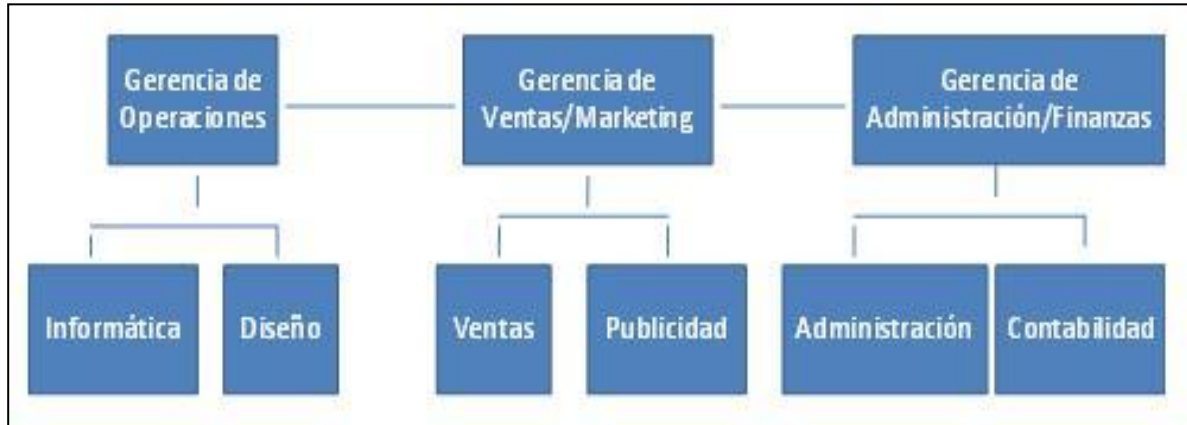 Gerencia de
Operaciones
Gerencia de
Ventas/Marketing
Gerencia de
Administración/Finanzas
Informática
Diseño
Ventas
Publicidad
Administración
Contabilidad